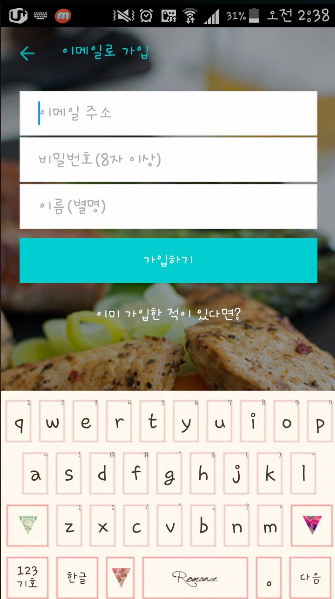 31% 오전 2:38
이메일로 가입
이메일 주소
비밀번호(8자 이상)
이름(별명)
가입하기
이미 가입한 적이 있다면?
q w e r t y u i o p
a s d f g h j k l
z x c v b n m
123 기호 한글 Romance 。 다음